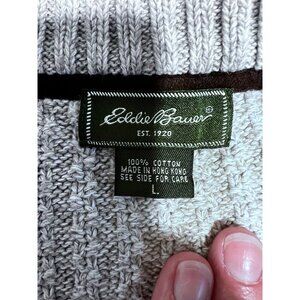 Eddie Bauer®
EST. 1920
100% COTTON
MADE IN HONG KONG
SEE SIDE FOR CARE
L.